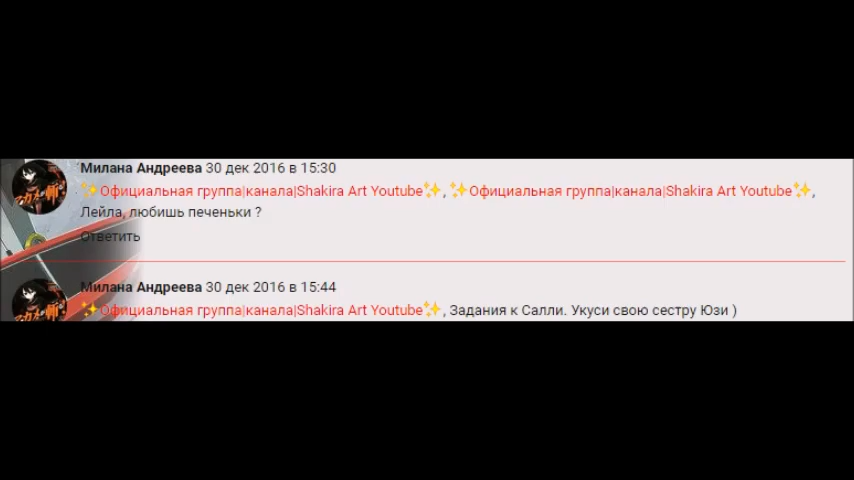 Милана Андреева 30 дек 2016 в 15:30
✨Официальная группа|канала|Shakira Art Youtube✨, ✨Официальная группа|канала|Shakira Art Youtube✨,
Лейла, любишь печеньки ?
Ответить
Милана Андреева 30 дек 2016 в 15:44
✨Официальная группа|канала|Shakira Art Youtube✨, Задания к Салли. Укуси свою сестру Юзи )